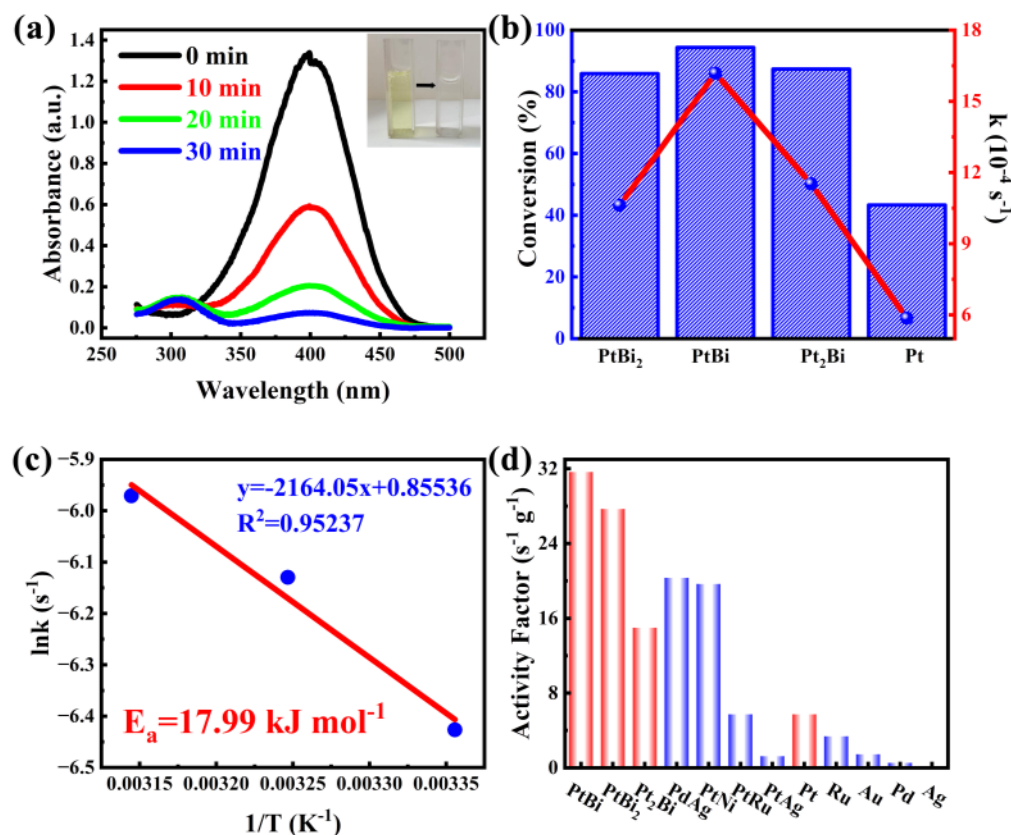 (a)
0 min
10 min
20 min
30 min
Absorbance (a.u.)
1.4
1.2
1.0
0.8
0.6
0.4
0.2
0.0
250 300 350 400 450 500
Wavelength (nm)
(b)
Conversion (%)
100
80
60
40
20
0
k (10⁻⁴ s⁻¹)
18
15
12
9
6
PtBi₂ PtBi Pt₂Bi Pt
(c)
lnk (s⁻¹)
−5.9
−6.0
−6.1
−6.2
−6.3
−6.4
−6.5
y=-2164.05x+0.85536
R²=0.95237
Eₐ=17.99 kJ mol⁻¹
0.00315 0.00320 0.00325 0.00330 0.00335
1/T (K⁻¹)
(d)
Activity Factor (s⁻¹ g⁻¹)
32
24
16
8
0
PtBi PtBi₂ Pt₂Bi PdAg PtNi PtRu PtAg Pt Ru Au Pd Ag